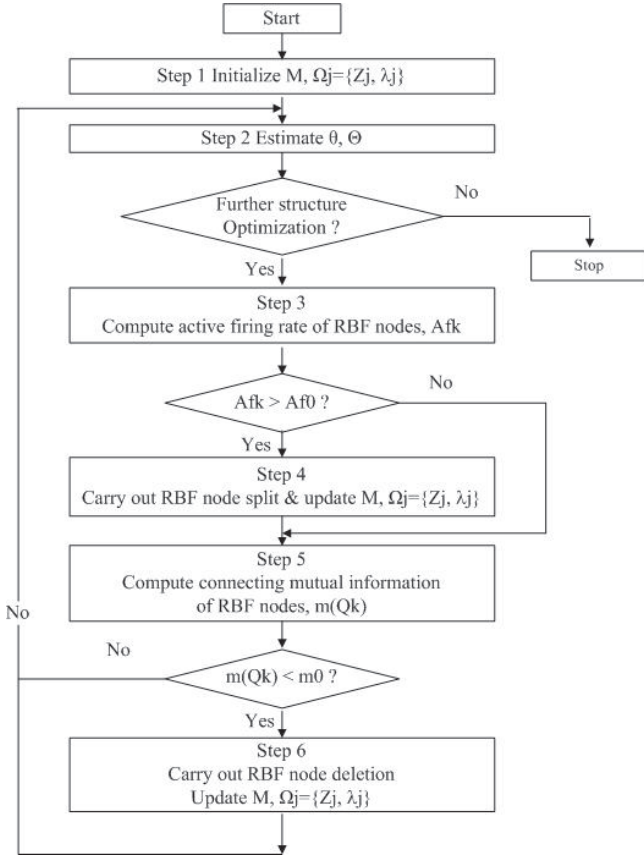 Start
Step 1 Initialize M, Ωj={Zj, λj}
Step 2 Estimate θ, Θ
Further structure
Optimization ?
No
Stop
Yes
Step 3
Compute active firing rate of RBF nodes, Afk
Afk > Af0 ?
No
Yes
Step 4
Carry out RBF node split & update M, Ωj={Zj, λj}
Step 5
Compute connecting mutual information
of RBF nodes, m(Qk)
No
No
m(Qk) < m0 ?
Yes
Step 6
Carry out RBF node deletion
Update M, Ωj={Zj, λj}